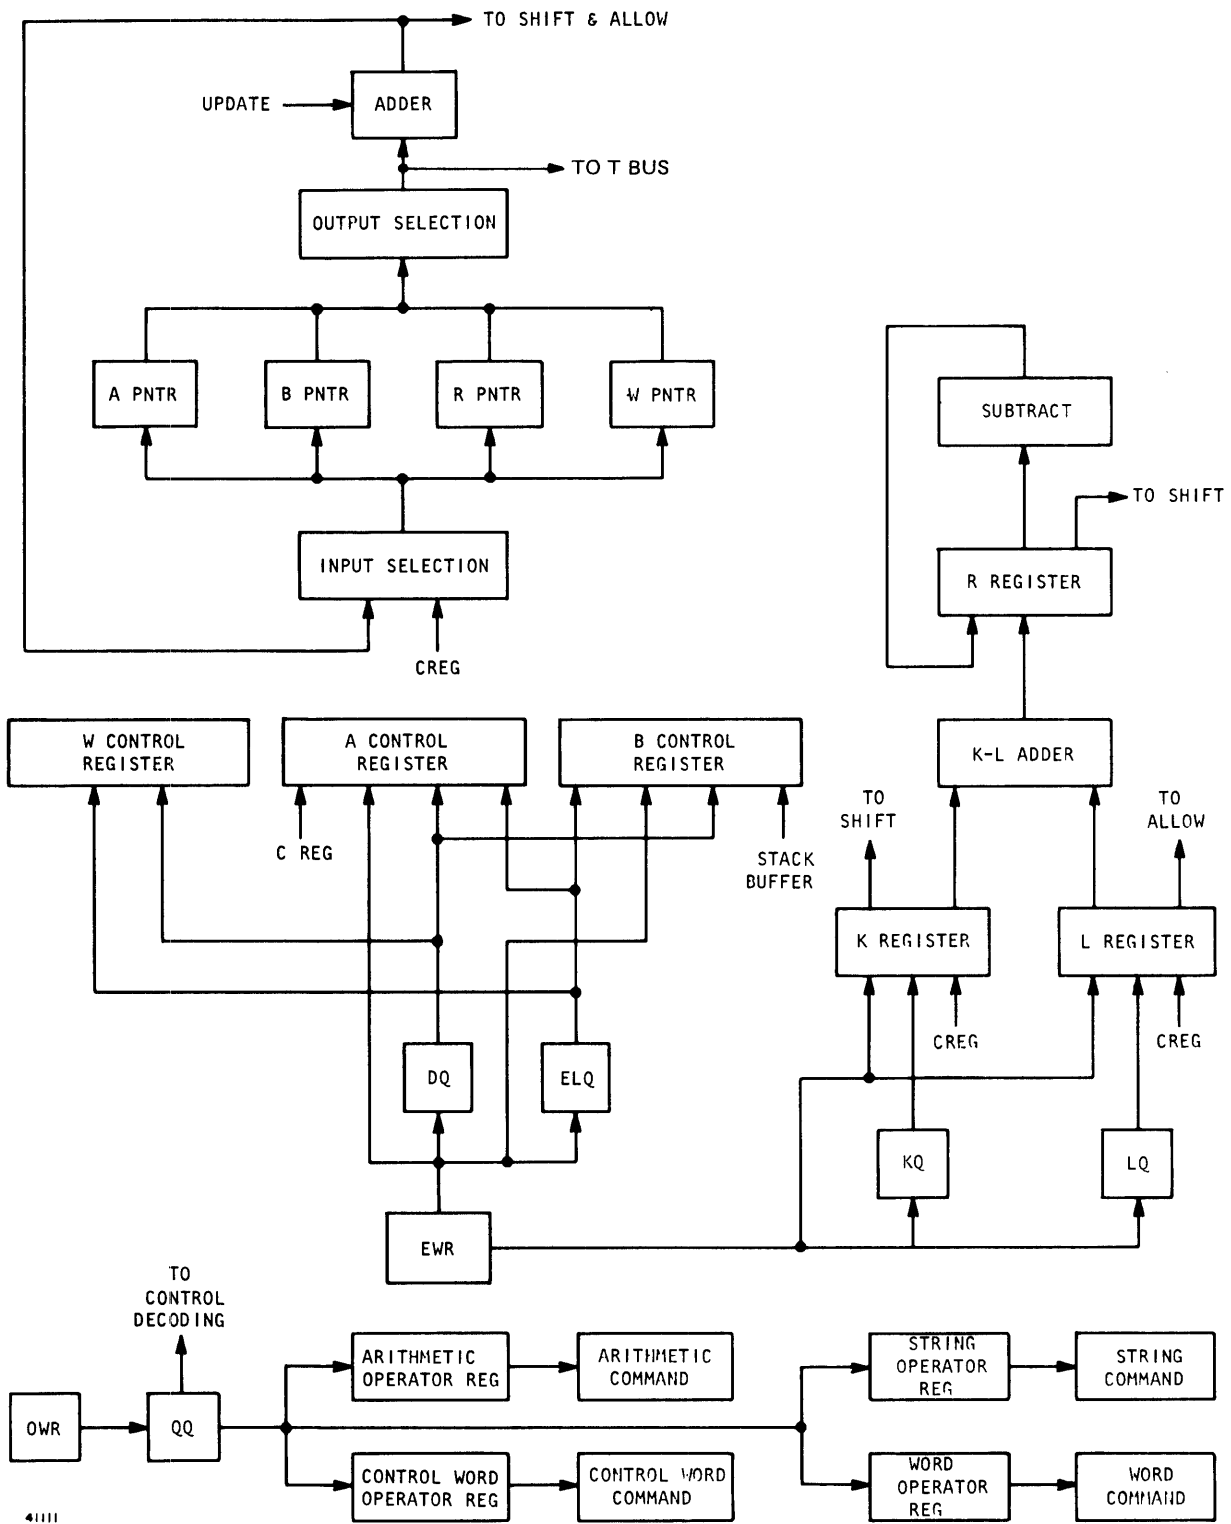 TO SHIFT & ALLOW
UPDATE
ADDER
TO T BUS
OUTPUT SELECTION
A PNTR
B PNTR
R PNTR
W PNTR
SUBTRACT
TO SHIFT
INPUT SELECTION
R REGISTER
CREG
W CONTROL
REGISTER
A CONTROL
REGISTER
B CONTROL
REGISTER
K-L ADDER
C REG
STACK
BUFFER
TO
SHIFT
TO
ALLOW
K REGISTER
L REGISTER
CREG
CREG
DQ
ELQ
KQ
LQ
EWR
TO
CONTROL
DECODING
OWR
QQ
ARITHMETIC
OPERATOR REG
ARITHMETIC
COMMAND
STRING
OPERATOR
REG
STRING
COMMAND
CONTROL WORD
OPERATOR REG
CONTROL WORD
COMMAND
WORD
OPERATOR
REG
WORD
COMMAND
41111